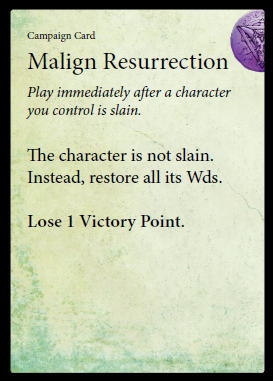 Campaign Card
Malign Resurrection
Play immediately after a character
you control is slain.
The character is not slain.
Instead, restore all its Wds.
Lose 1 Victory Point.